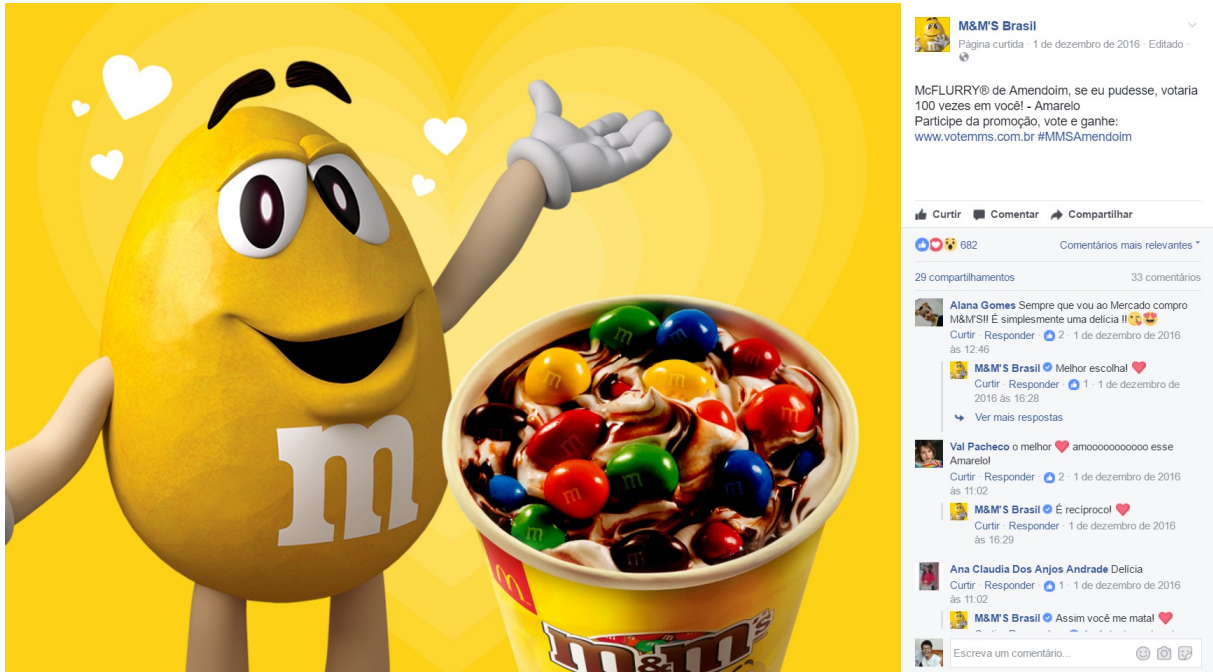 M&M'S Brasil
Página curtida · 1 de dezembro de 2016 · Editado ·
McFLURRY® de Amendoim, se eu pudesse, votaria
100 vezes em você! - Amarelo
Participe da promoção, vote e ganhe:
www.votemms.com.br #MMSAmendoim
Curtir Comentar Compartilhar
682 Comentários mais relevantes
29 compartilhamentos 33 comentários
Alana Gomes Sempre que vou ao Mercado compro
M&M'S!! É simplesmente uma delícia !!😘😍
Curtir · Responder · 2 · 1 de dezembro de 2016
às 12:46
M&M'S Brasil Melhor escolha! ❤
Curtir · Responder · 1 · 1 de dezembro de
2016 às 16:28
Ver mais respostas
Val Pacheco o melhor ❤ amooooooooooo esse
Amarelo!
Curtir · Responder · 2 · 1 de dezembro de 2016
às 11:02
M&M'S Brasil É recíproco! ❤
Curtir · Responder · 1 de dezembro de 2016
às 16:29
Ana Claudia Dos Anjos Andrade Delícia
Curtir · Responder · 1 · 1 de dezembro de 2016
às 11:02
M&M'S Brasil Assim você me mata! ❤
Escreva um comentário...
m
m&m's